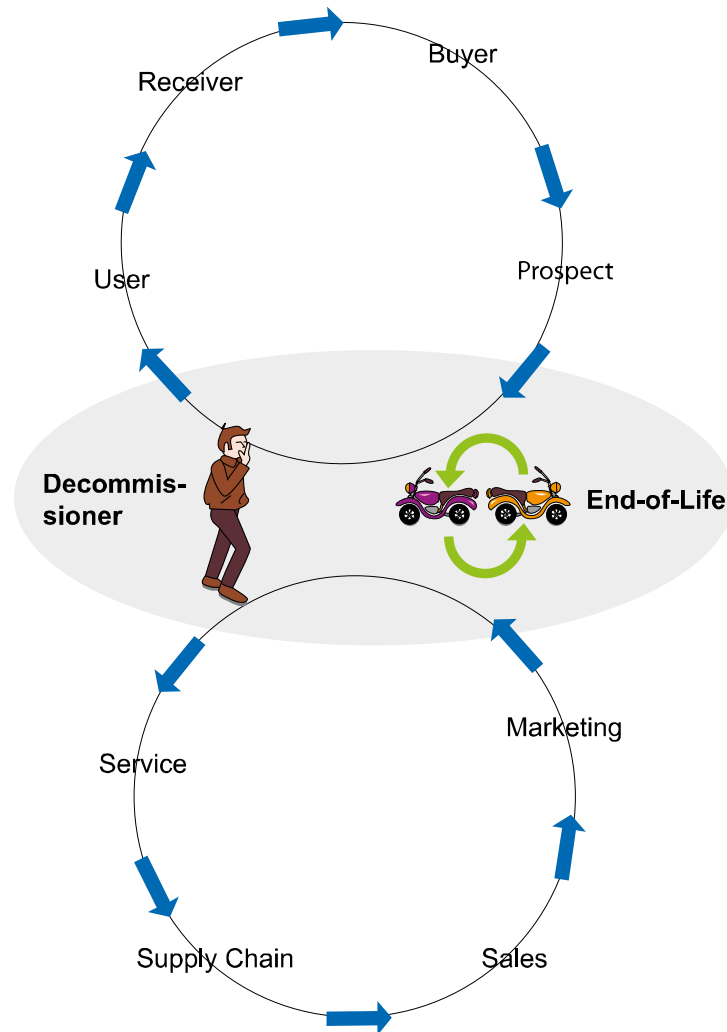 Buyer
Receiver
Prospect
User
Decommis-
sioner
End-of-Life
Marketing
Service
Supply Chain
Sales